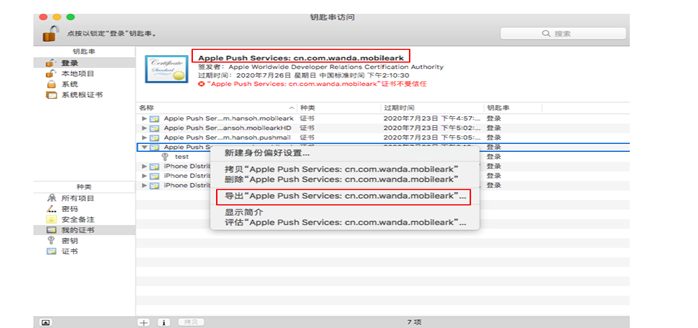 钥匙串访问
点按以锁定“登录”钥匙串。
搜索
钥匙串
登录
本地项目
系统
系统根证书
Apple Push Services: cn.com.wanda.mobileark
签发者: Apple Worldwide Developer Relations Certification Authority
过期时间: 2020年7月26日 星期日 中国标准时间 下午2:10:30
“Apple Push Services: cn.com.wanda.mobileark”证书不受信任
名称 种类 过期时间 钥匙串
Apple Push Ser...m.hansoh.mobileark 证书 2020年7月23日 下午4:57:... 登录
Apple Push Ser...ansoh.mobilearkHD 证书 2020年7月23日 下午5:02:... 登录
Apple Push Ser...m.hansoh.pushmail 证书 2020年7月23日 下午5:05:... 登录
登录
test
登录
iPhone Distrib
登录
iPhone Distrib
登录
新建身份偏好设置...
拷贝“Apple Push Services: cn.com.wanda.mobileark”
删除“Apple Push Services: cn.com.wanda.mobileark”
导出“Apple Push Services: cn.com.wanda.mobileark”...
显示简介
评估“Apple Push Services: cn.com.wanda.mobileark”...
种类
所有项目
密码
安全备注
我的证书
密钥
证书
拷贝
7 项